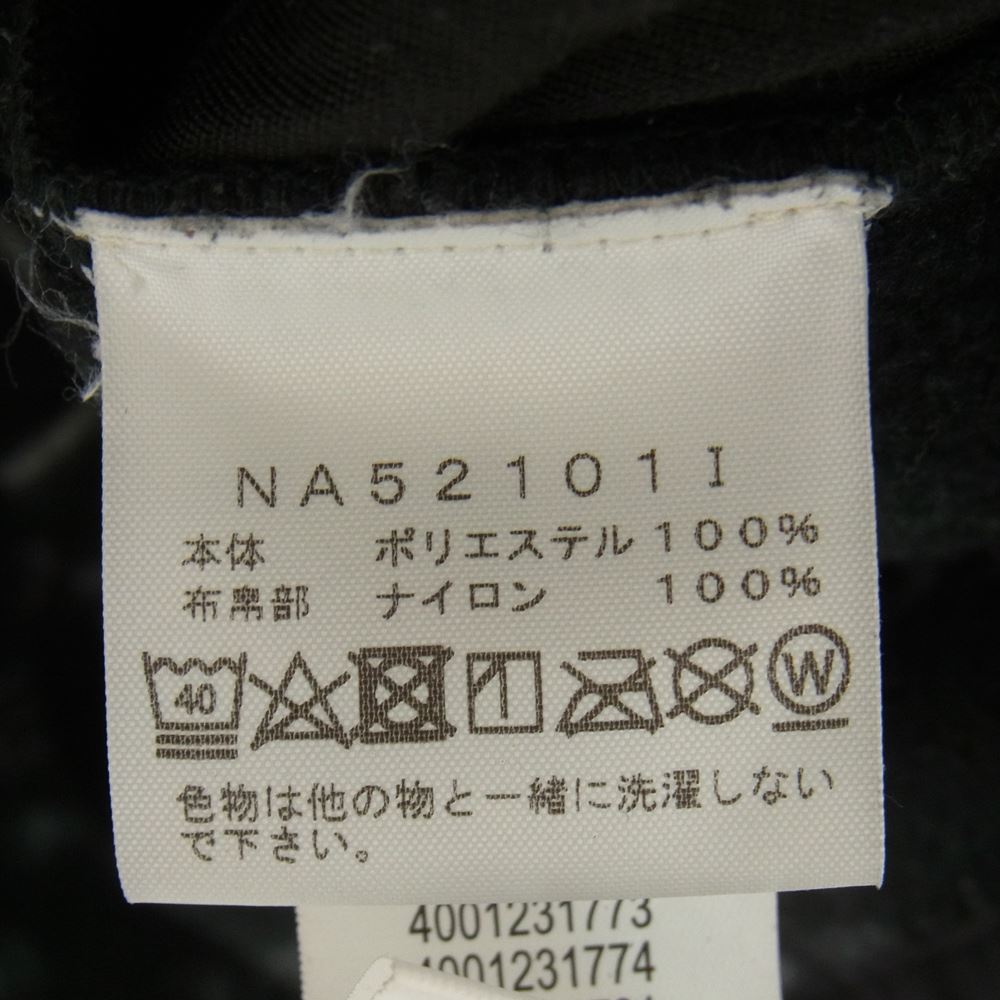 NA52101I
本体 ポリエステル100%
布帛部 ナイロン 100%
40 W
色物は他の物と一緒に洗濯しない
で下さい。
4001231773
4001231774